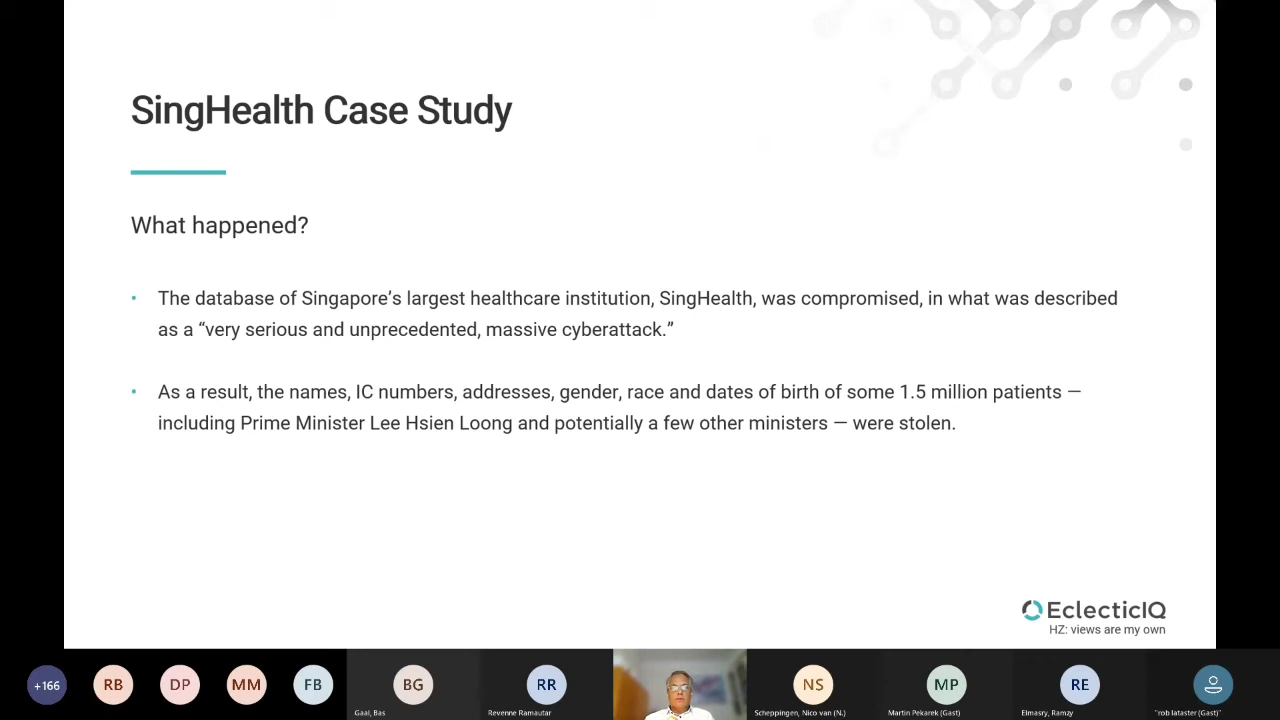 SingHealth Case Study
What happened?
• The database of Singapore’s largest healthcare institution, SingHealth, was compromised, in what was described
as a “very serious and unprecedented, massive cyberattack.”
• As a result, the names, IC numbers, addresses, gender, race and dates of birth of some 1.5 million patients —
including Prime Minister Lee Hsien Loong and potentially a few other ministers — were stolen.
EclecticIQ
HZ: views are my own
+166 RB DP MM FB BG RR NS MP RE
Gaal, Bas Revenne Ramautar Scheppingen, Nico van (N.) Martin Pekarek (Gast) Elmasry, Ramzy "rob lataster (Gast)"